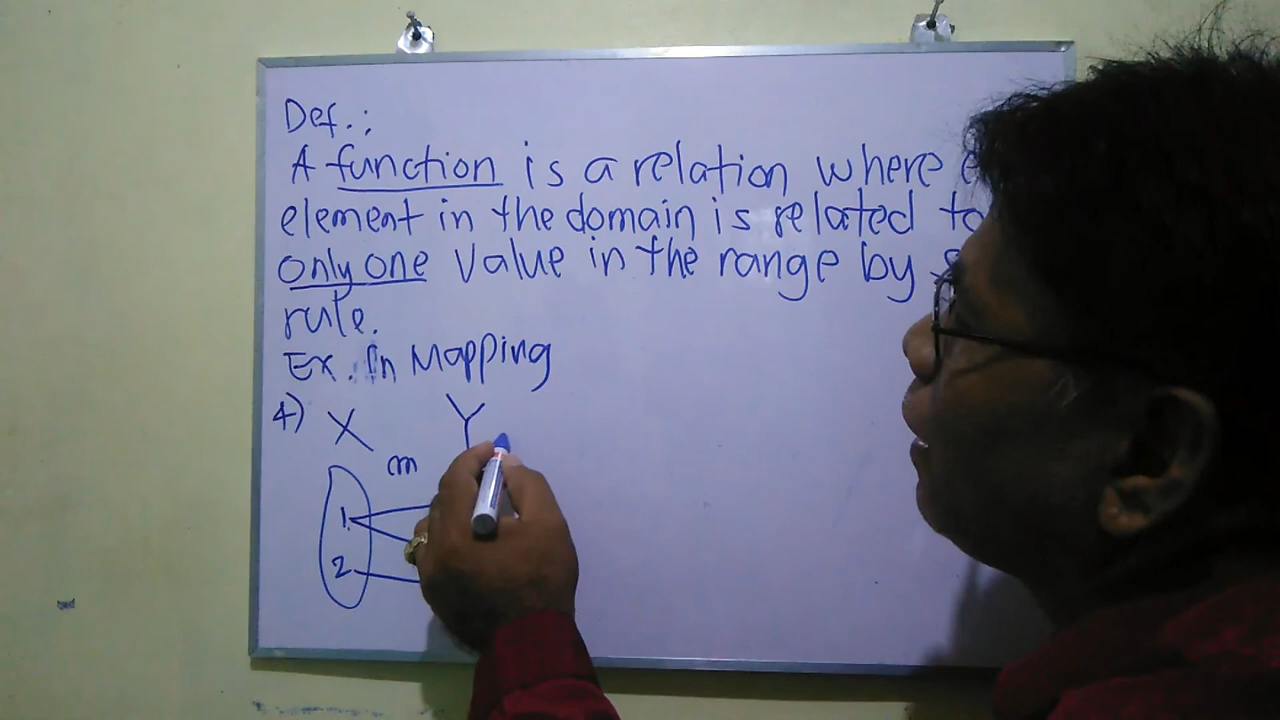 Def.:
A function is a relation where
element in the domain is related to
only one value in the range by
rule.
Ex. In Mapping
4) X Y
m
1
2